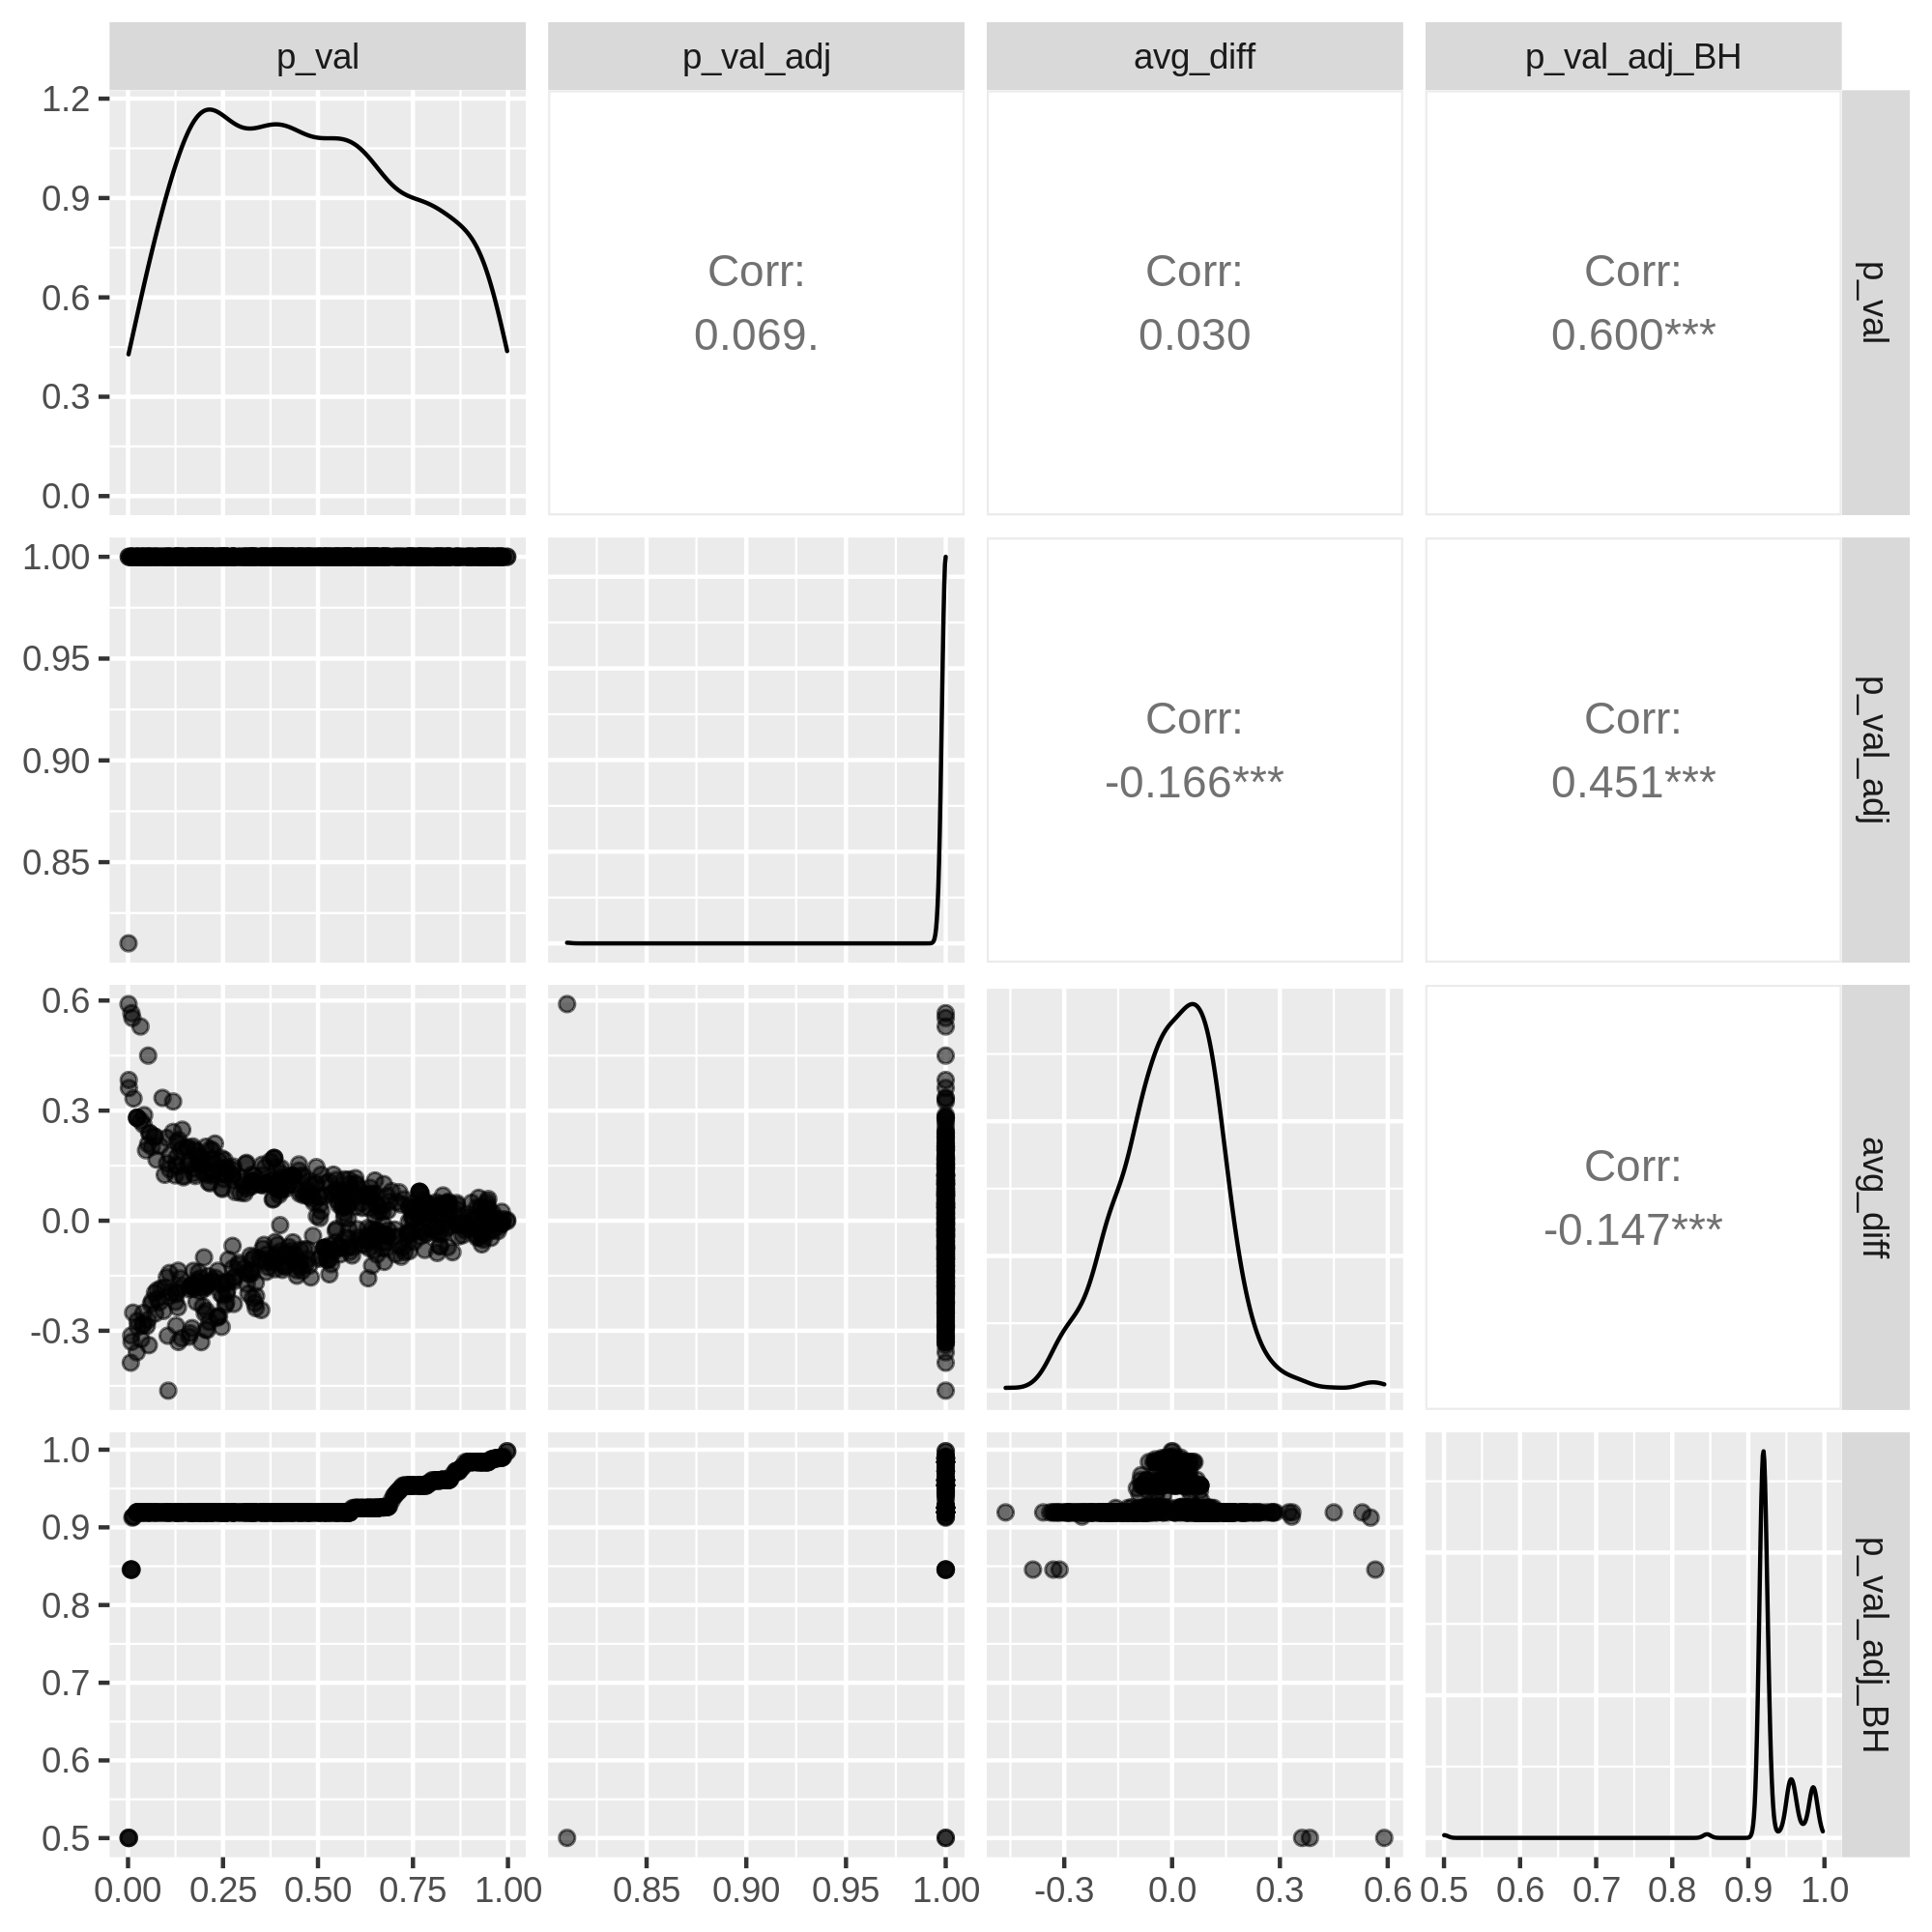 p_val p_val_adj avg_diff p_val_adj_BH
1.2
0.9
0.6
0.3
0.0
Corr:
0.069.
Corr:
0.030
Corr:
0.600***
p_val
1.00
0.95
0.90
0.85
Corr:
-0.166***
Corr:
0.451***
p_val_adj
0.6
0.3
0.0
-0.3
Corr:
-0.147***
avg_diff
1.0
0.9
0.8
0.7
0.6
0.5
p_val_adj_BH
0.00 0.25 0.50 0.75 1.00
0.85 0.90 0.95 1.00
-0.3 0.0 0.3 0.6
0.5 0.6 0.7 0.8 0.9 1.0